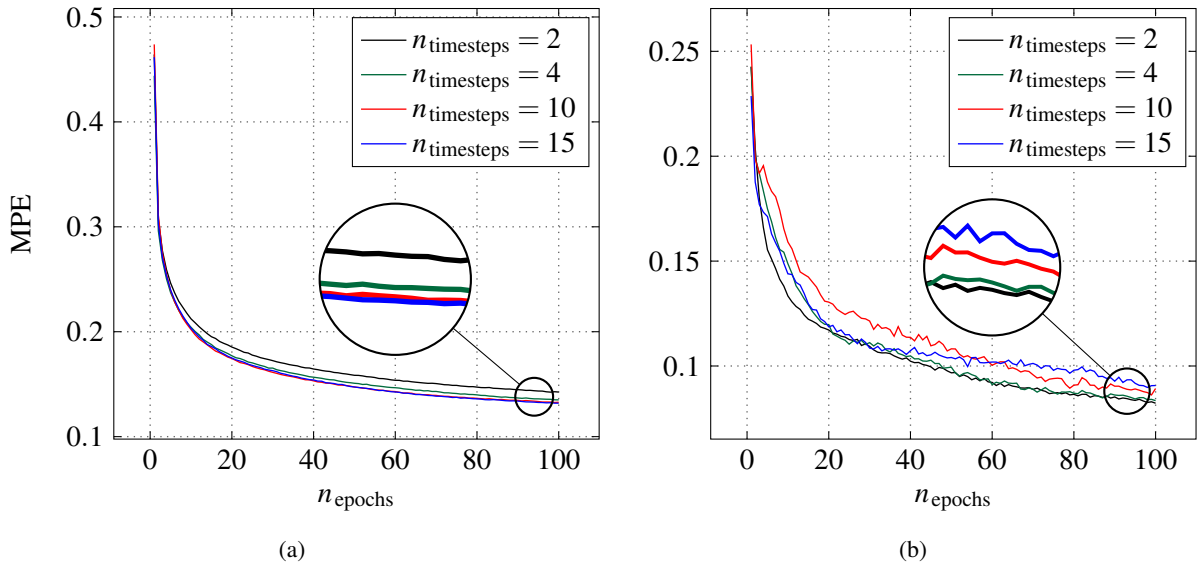 0.5
0.4
0.3
0.2
0.1
MPE
0 20 40 60 80 100
n_epochs
n_timesteps = 2
n_timesteps = 4
n_timesteps = 10
n_timesteps = 15
(a)
0.25
0.2
0.15
0.1
0 20 40 60 80 100
n_epochs
n_timesteps = 2
n_timesteps = 4
n_timesteps = 10
n_timesteps = 15
(b)